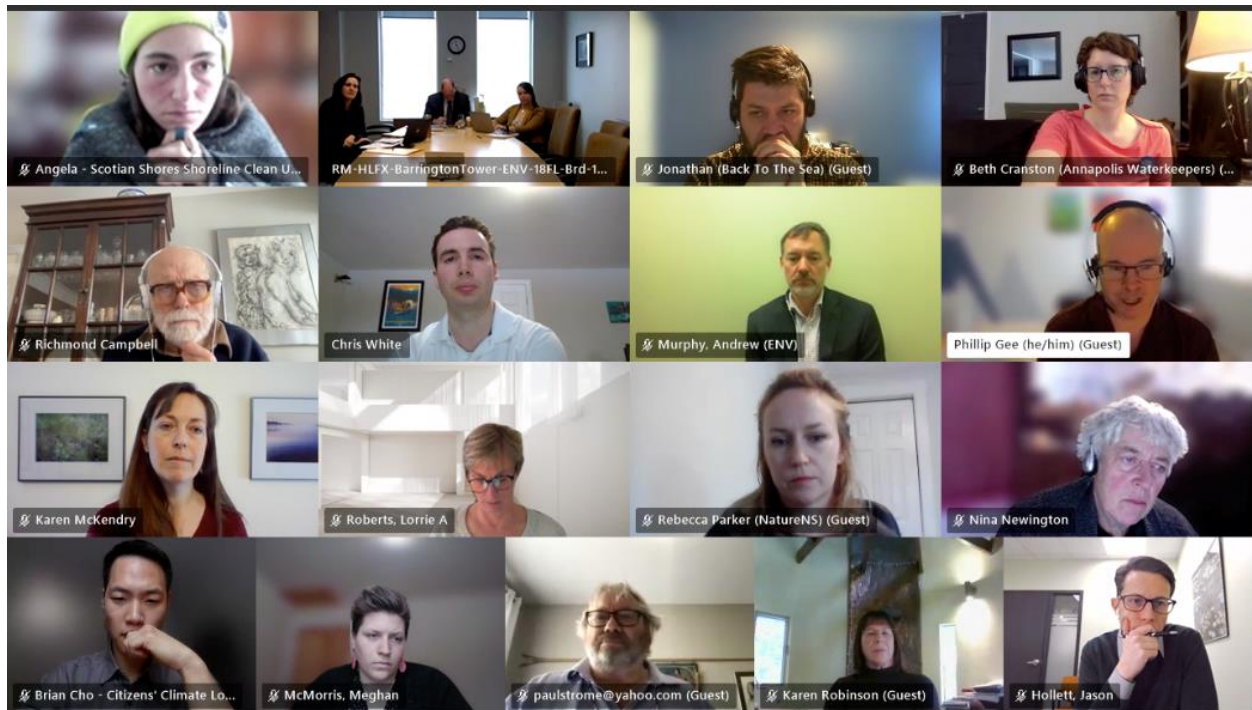 Angela - Scotian Shores Shoreline Clean U...
RM-HLFX-BarringtonTower-ENV-18FL-Brd-1...
Jonathan (Back To The Sea) (Guest)
Beth Cranston (Annapolis Waterkeepers) (...
Richmond Campbell
Chris White
Murphy, Andrew (ENV)
Phillip Gee (he/him) (Guest)
Karen McKendry
Roberts, Lorrie A
Rebecca Parker (NatureNS) (Guest)
Nina Newington
Brian Cho - Citizens' Climate Lo...
McMorris, Meghan
paulstrome@yahoo.com (Guest)
Karen Robinson (Guest)
Hollett, Jason